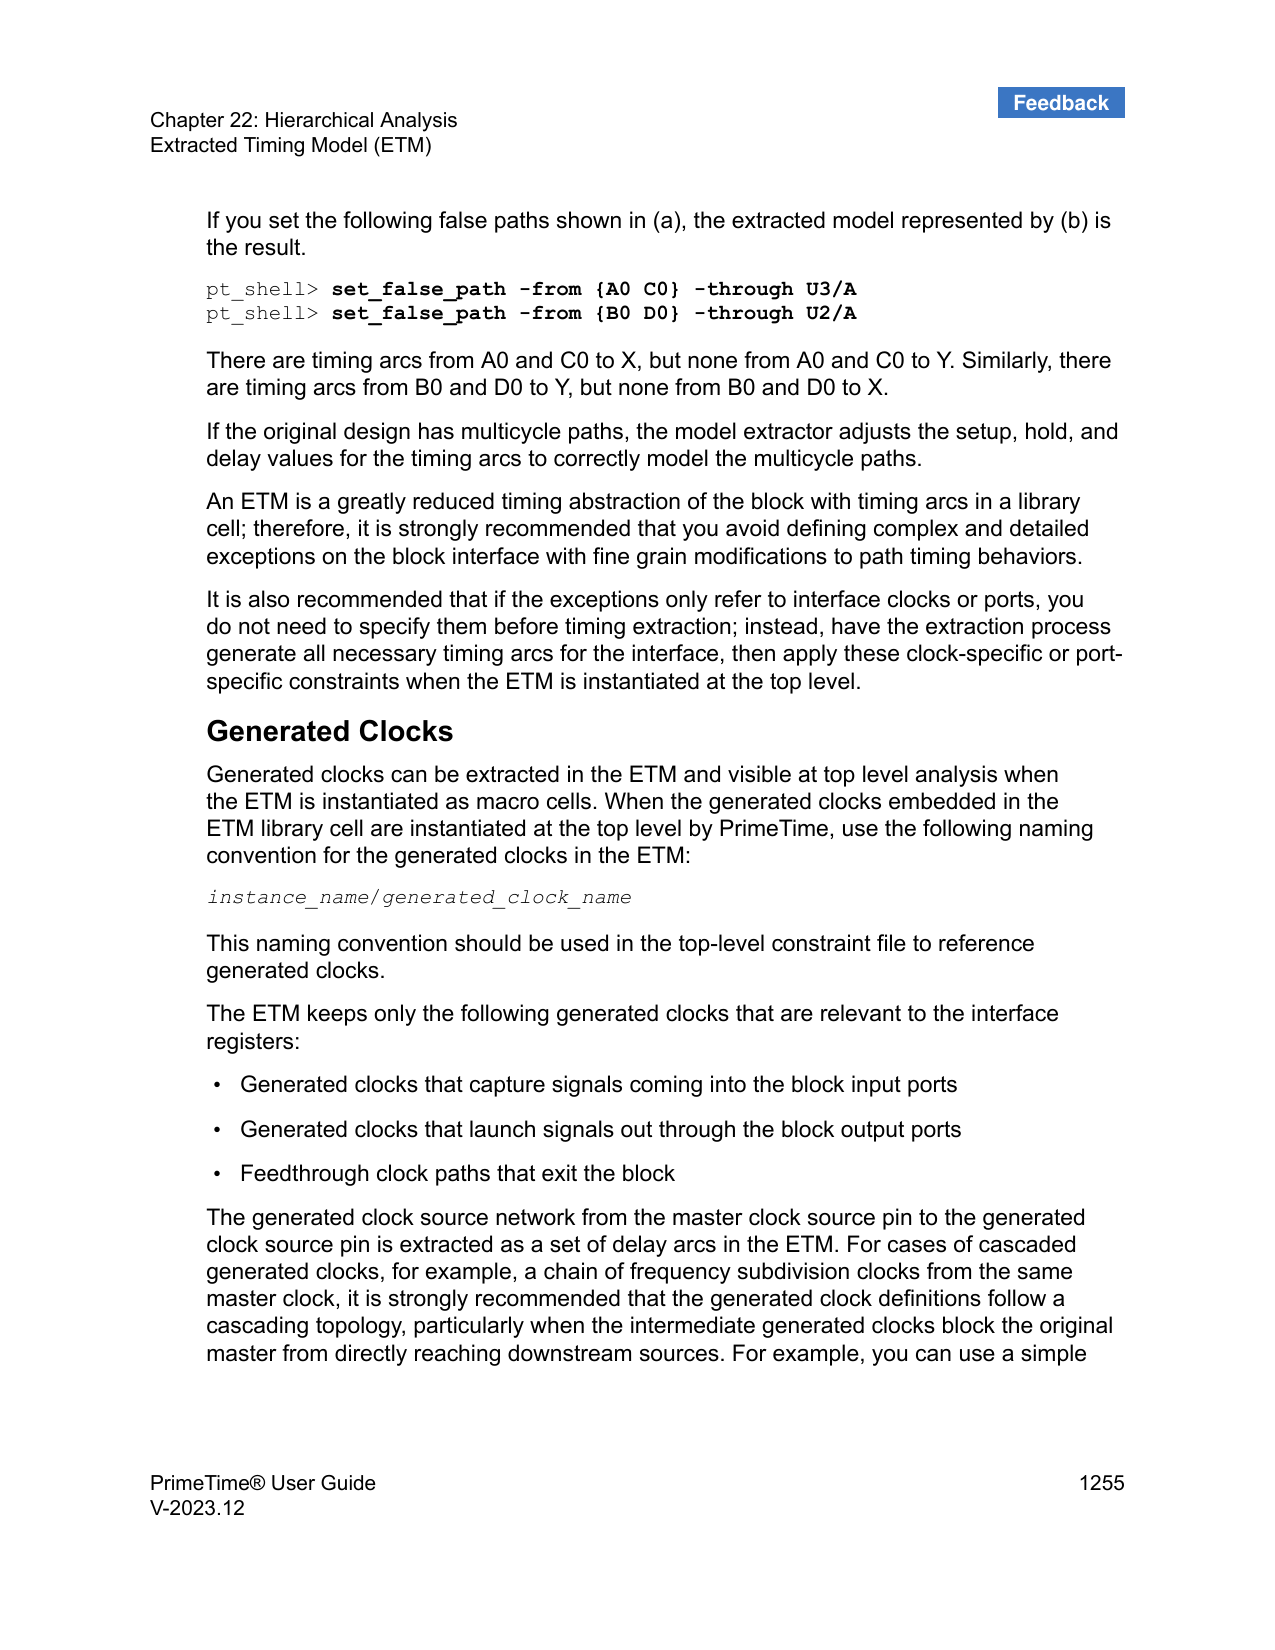 Feedback
Chapter 22: Hierarchical Analysis
Extracted Timing Model (ETM)
If you set the following false paths shown in (a), the extracted model represented by (b) is
the result.
pt_shell> set_false_path -from {A0 C0} -through U3/A
pt_shell> set_false_path -from {B0 D0} -through U2/A
There are timing arcs from A0 and C0 to X, but none from A0 and C0 to Y. Similarly, there
are timing arcs from B0 and D0 to Y, but none from B0 and D0 to X.
If the original design has multicycle paths, the model extractor adjusts the setup, hold, and
delay values for the timing arcs to correctly model the multicycle paths.
An ETM is a greatly reduced timing abstraction of the block with timing arcs in a library
cell; therefore, it is strongly recommended that you avoid defining complex and detailed
exceptions on the block interface with fine grain modifications to path timing behaviors.
It is also recommended that if the exceptions only refer to interface clocks or ports, you
do not need to specify them before timing extraction; instead, have the extraction process
generate all necessary timing arcs for the interface, then apply these clock-specific or port-
specific constraints when the ETM is instantiated at the top level.
Generated Clocks
Generated clocks can be extracted in the ETM and visible at top level analysis when
the ETM is instantiated as macro cells. When the generated clocks embedded in the
ETM library cell are instantiated at the top level by PrimeTime, use the following naming
convention for the generated clocks in the ETM:
instance_name/generated_clock_name
This naming convention should be used in the top-level constraint file to reference
generated clocks.
The ETM keeps only the following generated clocks that are relevant to the interface
registers:
• Generated clocks that capture signals coming into the block input ports
• Generated clocks that launch signals out through the block output ports
• Feedthrough clock paths that exit the block
The generated clock source network from the master clock source pin to the generated
clock source pin is extracted as a set of delay arcs in the ETM. For cases of cascaded
generated clocks, for example, a chain of frequency subdivision clocks from the same
master clock, it is strongly recommended that the generated clock definitions follow a
cascading topology, particularly when the intermediate generated clocks block the original
master from directly reaching downstream sources. For example, you can use a simple
PrimeTime® User Guide
V-2023.12
1255